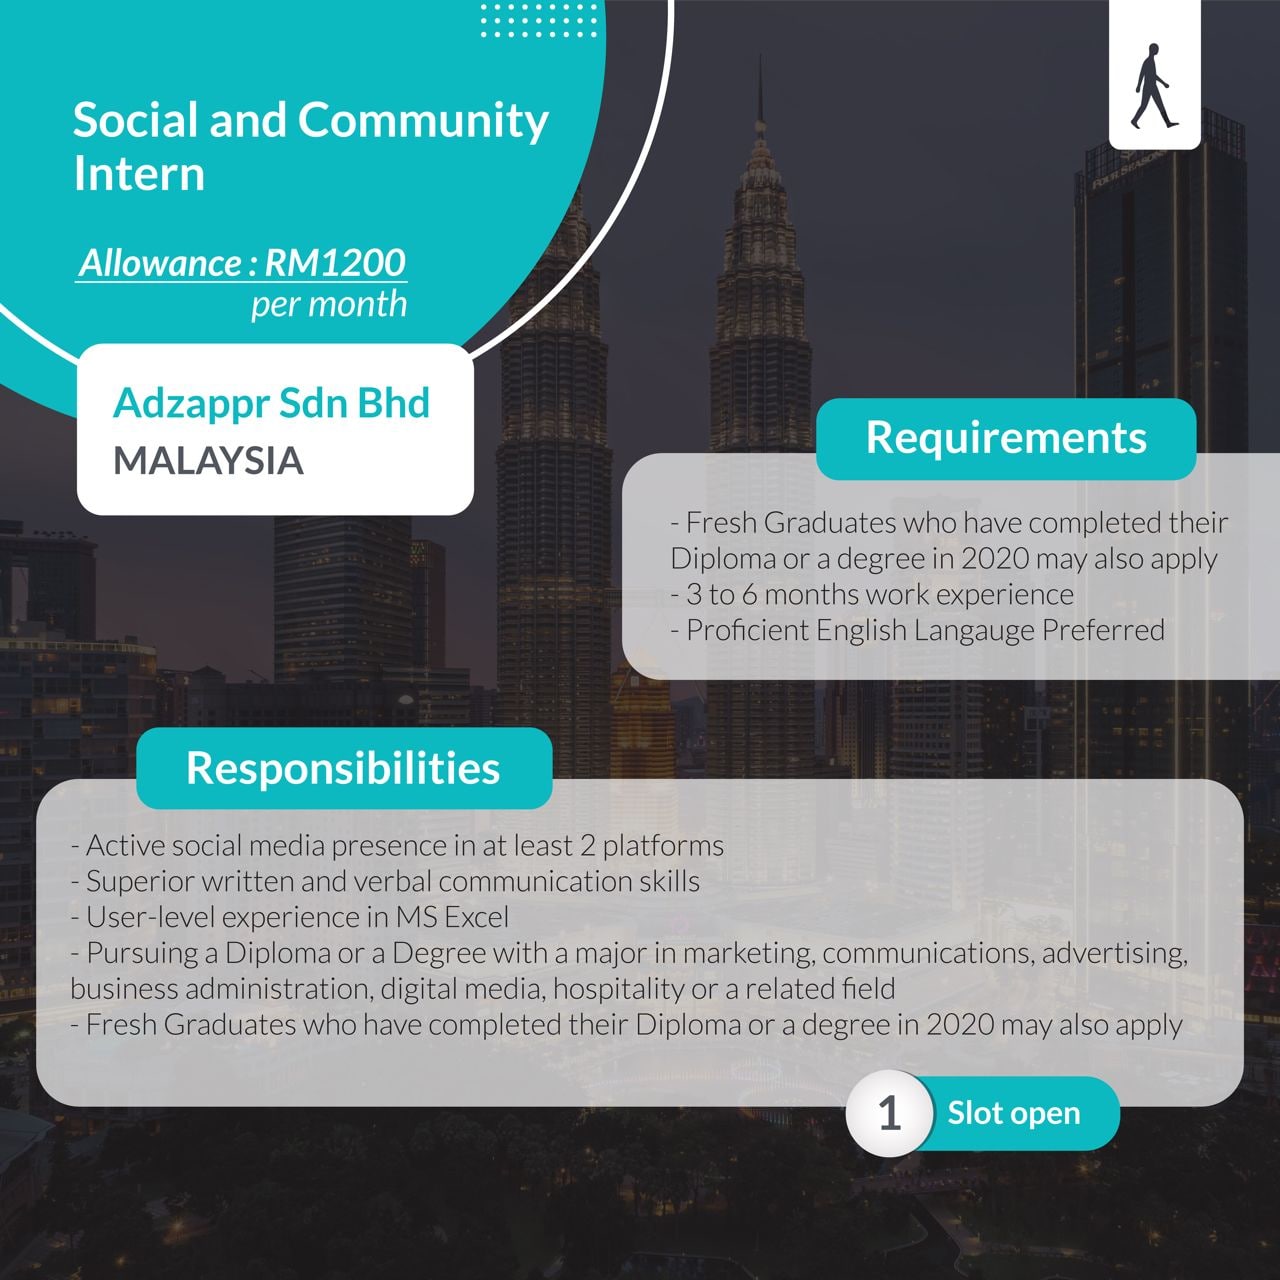 Social and Community
Intern
Allowance : RM1200
per month
Adzappr Sdn Bhd
MALAYSIA
FOUR SEASONS
Requirements
- Fresh Graduates who have completed their
Diploma or a degree in 2020 may also apply
- 3 to 6 months work experience
- Proficient English Langauge Preferred
Responsibilities
- Active social media presence in at least 2 platforms
- Superior written and verbal communication skills
- User-level experience in MS Excel
- Pursuing a Diploma or a Degree with a major in marketing, communications, advertising,
business administration, digital media, hospitality or a related field
- Fresh Graduates who have completed their Diploma or a degree in 2020 may also apply
1 Slot open